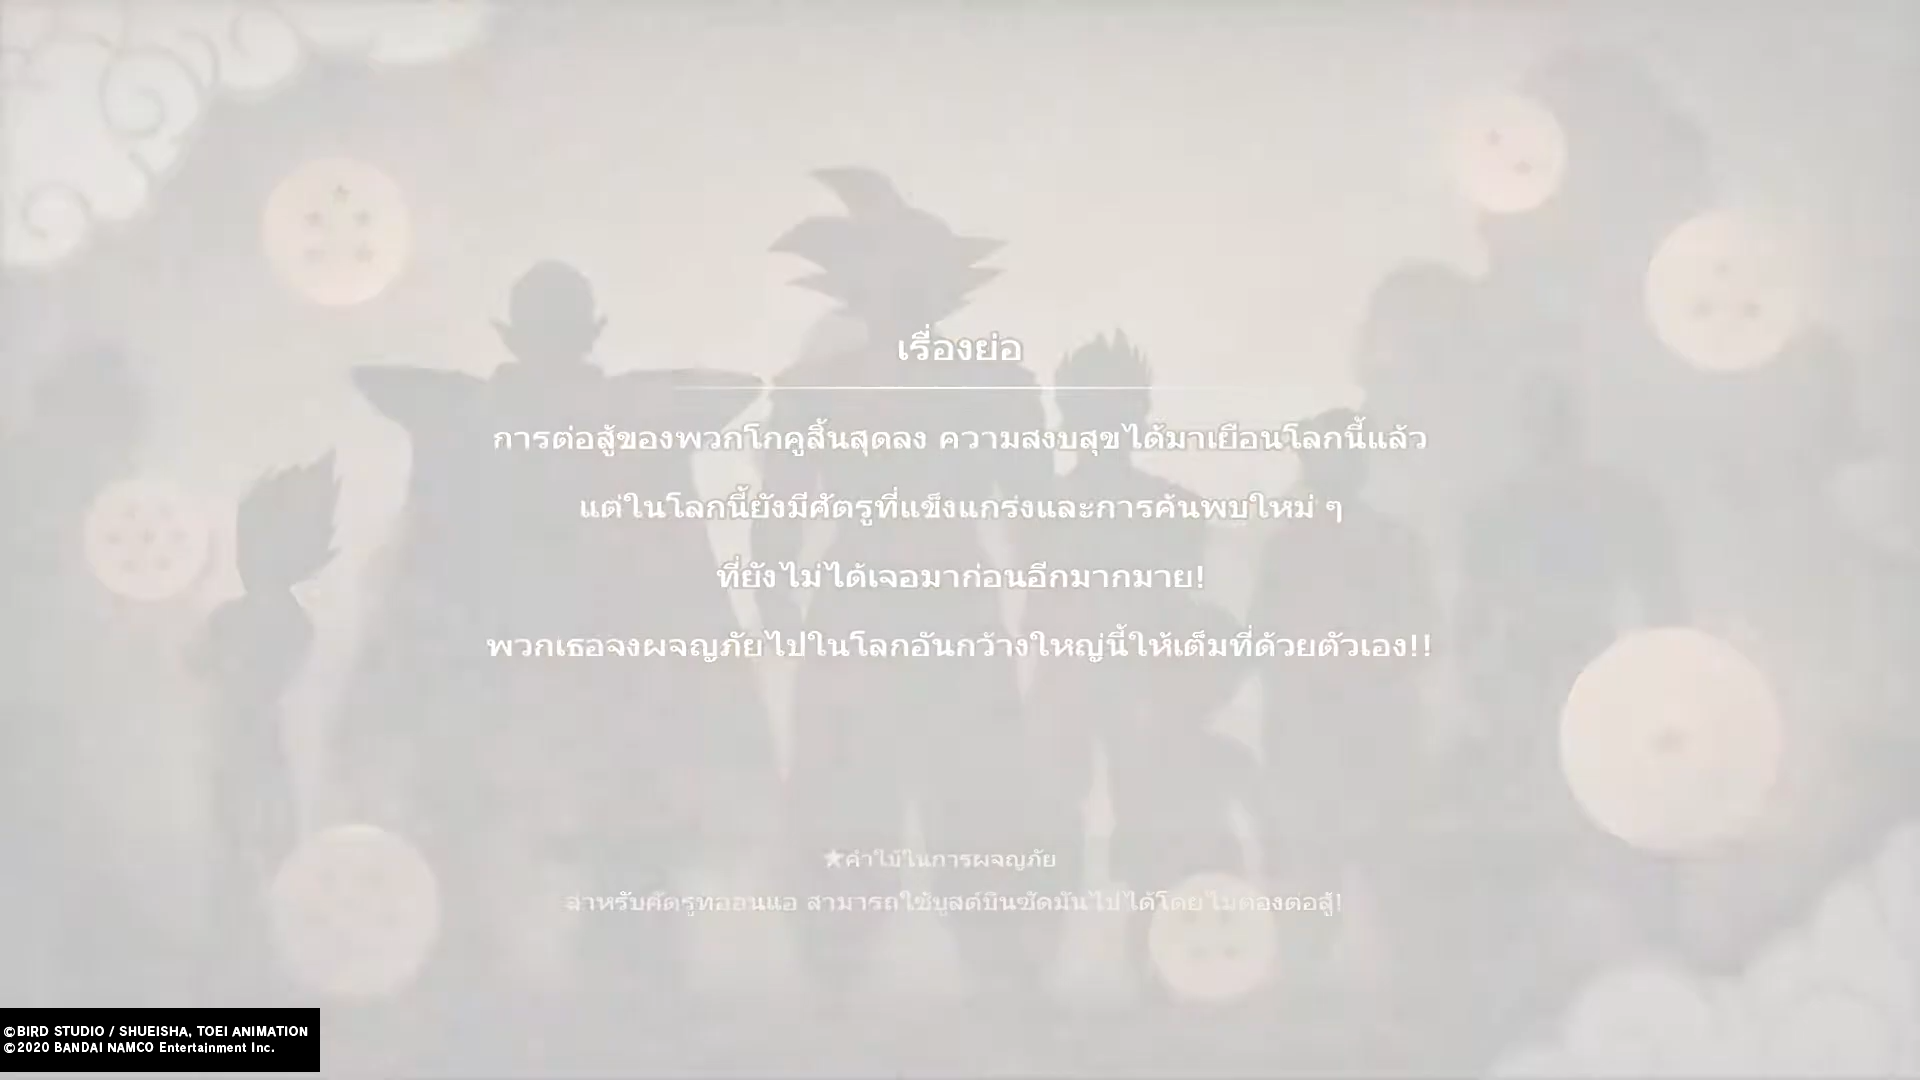 เรื่องย่อ
การต่อสู้ของพวกโกคูสิ้นสุดลง ความสงบสุขได้มาเยือนโลกนี้แล้ว
แต่ในโลกนี้ยังมีศัตรูที่แข็งแกร่งและการค้นพบใหม่ ๆ
ที่ยังไม่ได้เจอมาก่อนอีกมากมาย!
พวกเธอจงผจญภัยไปในโลกอันกว้างใหญ่นี้ให้เต็มที่ด้วยตัวเอง!!
★คำใบ้ในการผจญภัย
สำหรับศัตรูที่อ่อนแอ สามารถใช้บูสต์บินซัดมันไปได้โดยไม่ต้องต่อสู้!
©BIRD STUDIO / SHUEISHA, TOEI ANIMATION
©2020 BANDAI NAMCO Entertainment Inc.